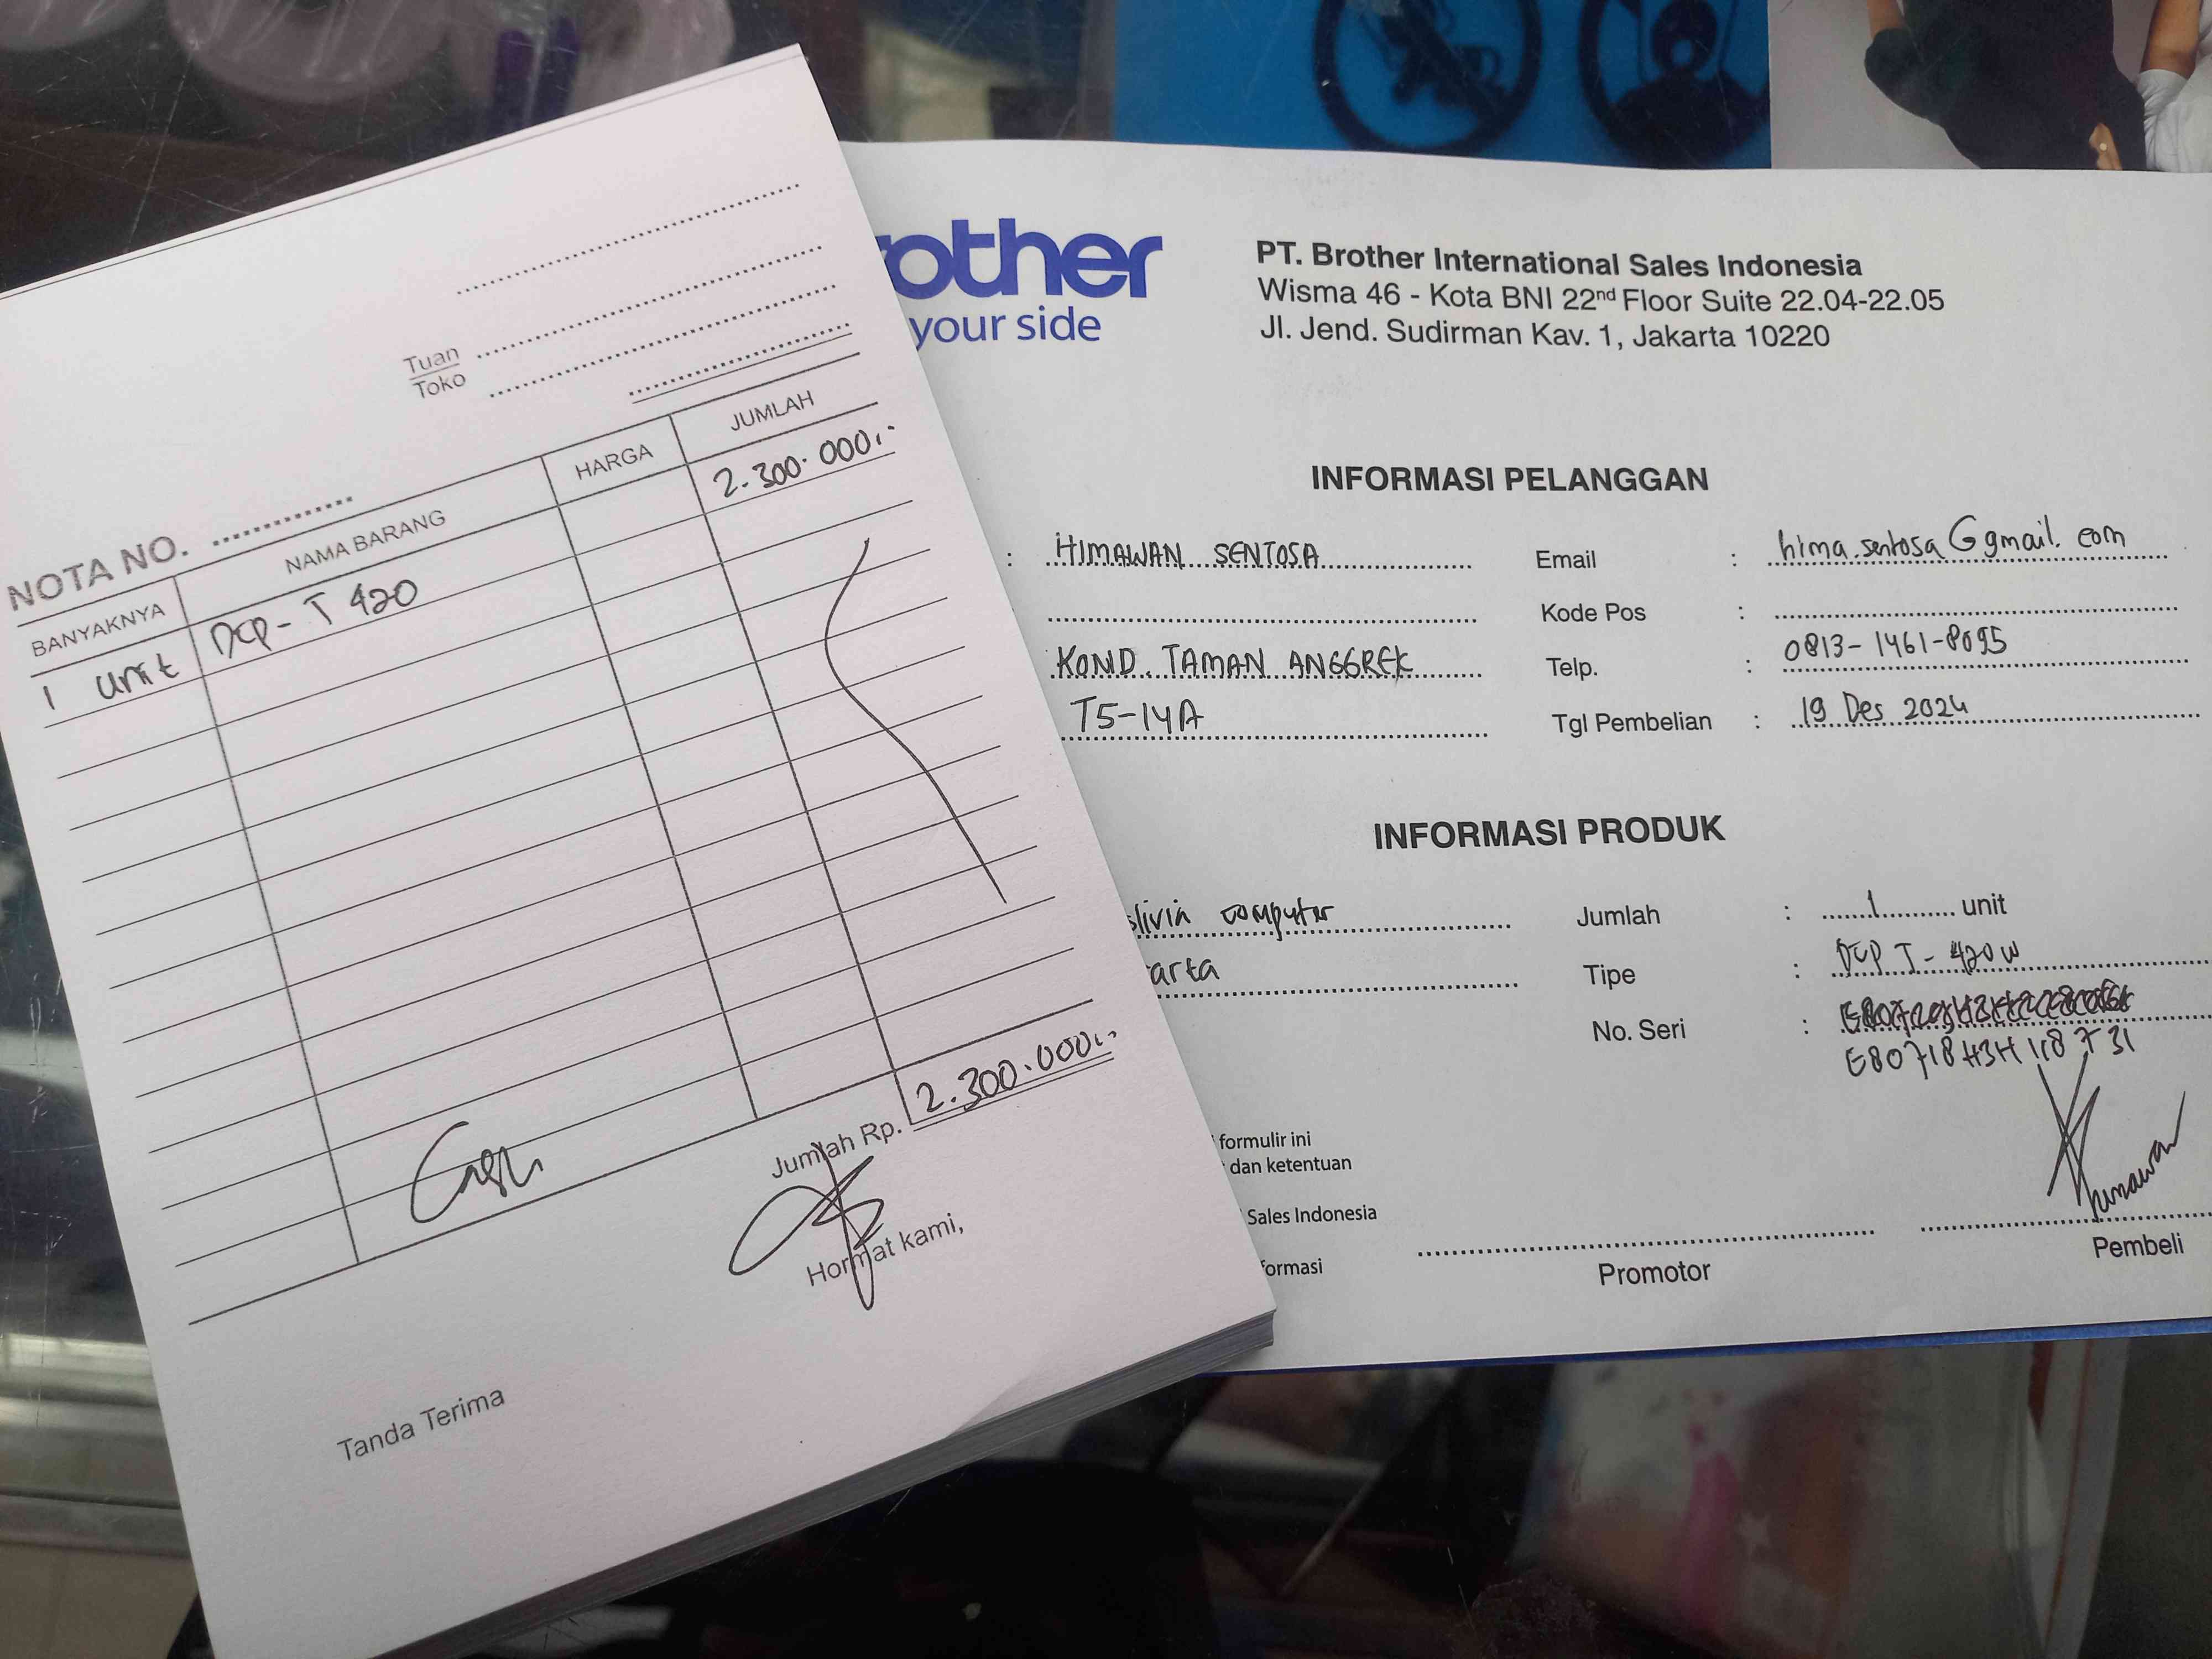 Tuan
Toko
NOTA NO.
BANYAKNYA NAMA BARANG HARGA JUMLAH
1 unit DCP-T 420 2.300.000,-
Cash
Jumlah Rp. 2.300.000,-
Hormat kami,
Tanda Terima
other
your side
PT. Brother International Sales Indonesia
Wisma 46 - Kota BNI 22nd Floor Suite 22.04-22.05
Jl. Jend. Sudirman Kav. 1, Jakarta 10220
INFORMASI PELANGGAN
: HIMAWAN SENTOSA Email : hima.sentosa@gmail.com
Kode Pos :
KOND. TAMAN ANGGREK Telp. : 0813-1461-8095
T5-14A Tgl Pembelian : 19 Des 2024
INFORMASI PRODUK
livia computer Jumlah : 1 unit
arta Tipe : DCP T-420W
No. Seri :
E80718H3H118731
formulir ini
dan ketentuan
Sales Indonesia
formasi
Promotor
Himawan
Pembeli